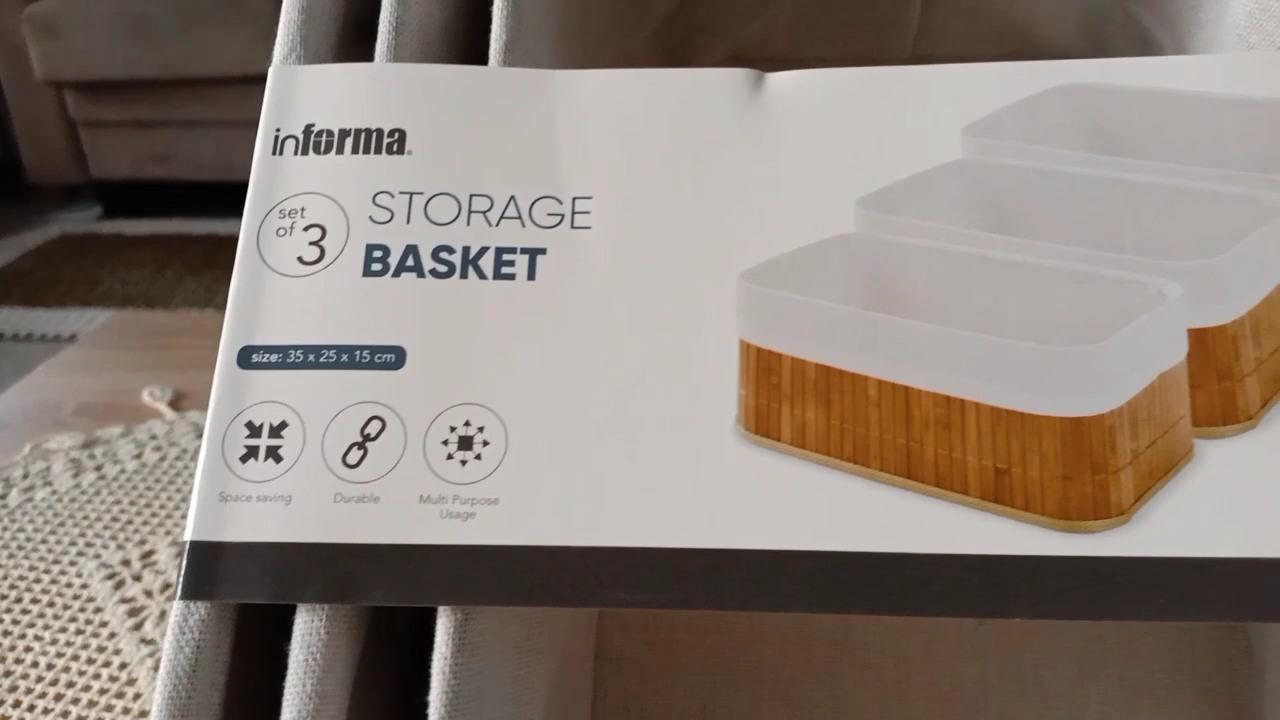 informa
set
of 3
STORAGE
BASKET
size: 35 x 25 x 15 cm
Space saving
Durable
Multi Purpose
Usage